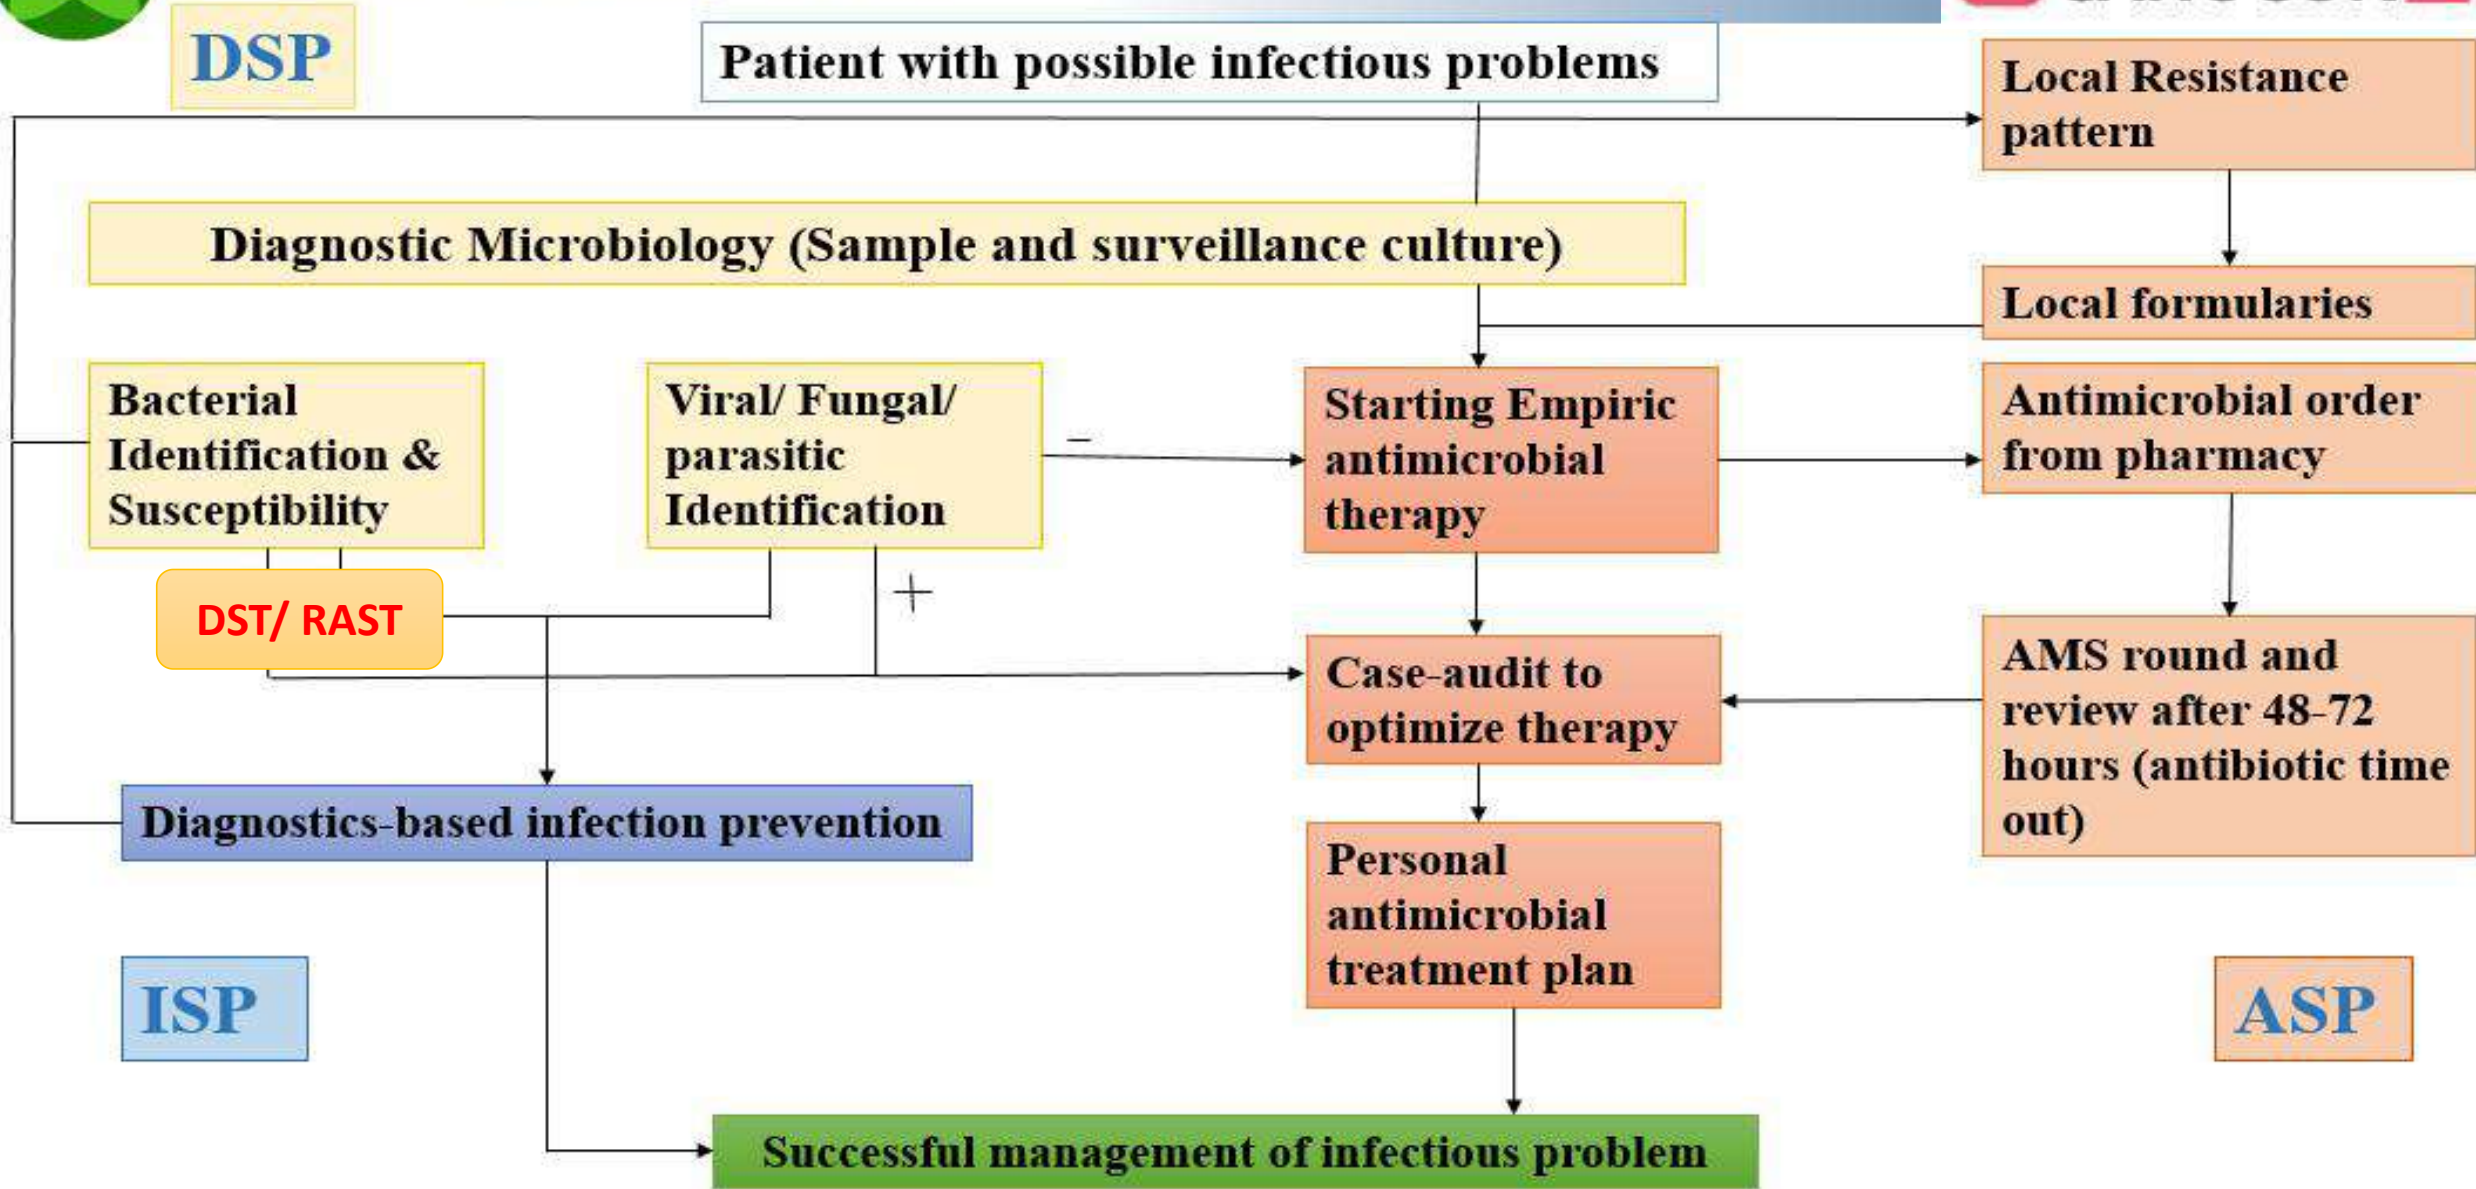 DSP
Patient with possible infectious problems
Local Resistance
pattern
Diagnostic Microbiology (Sample and surveillance culture)
Local formularies
Bacterial
Identification &
Susceptibility
Viral/ Fungal/
parasitic
Identification
−
Starting Empiric
antimicrobial
therapy
Antimicrobial order
from pharmacy
DST/ RAST
+
Case-audit to
optimize therapy
AMS round and
review after 48-72
hours (antibiotic time
out)
Diagnostics-based infection prevention
Personal
antimicrobial
treatment plan
ISP
ASP
Successful management of infectious problem